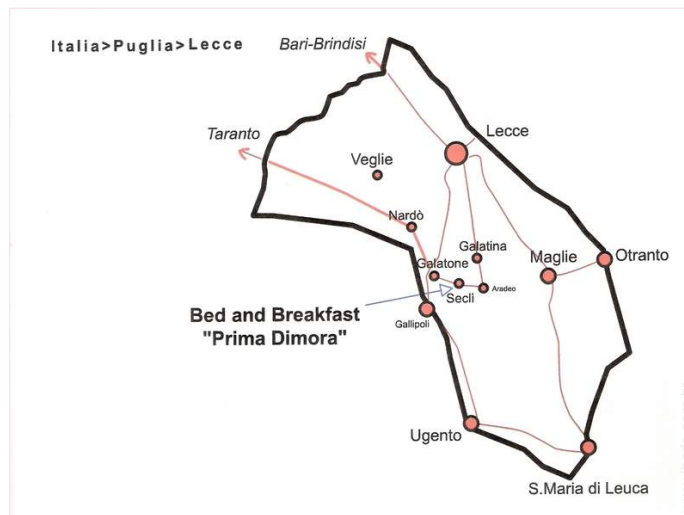 Italia>Puglia>Lecce
Bari-Brindisi
Taranto
Lecce
Veglie
Nardò
Galatina
Galatone
Maglie
Otranto
Seclì
Aradeo
Bed and Breakfast
"Prima Dimora"
Gallipoli
Ugento
S.Maria di Leuca